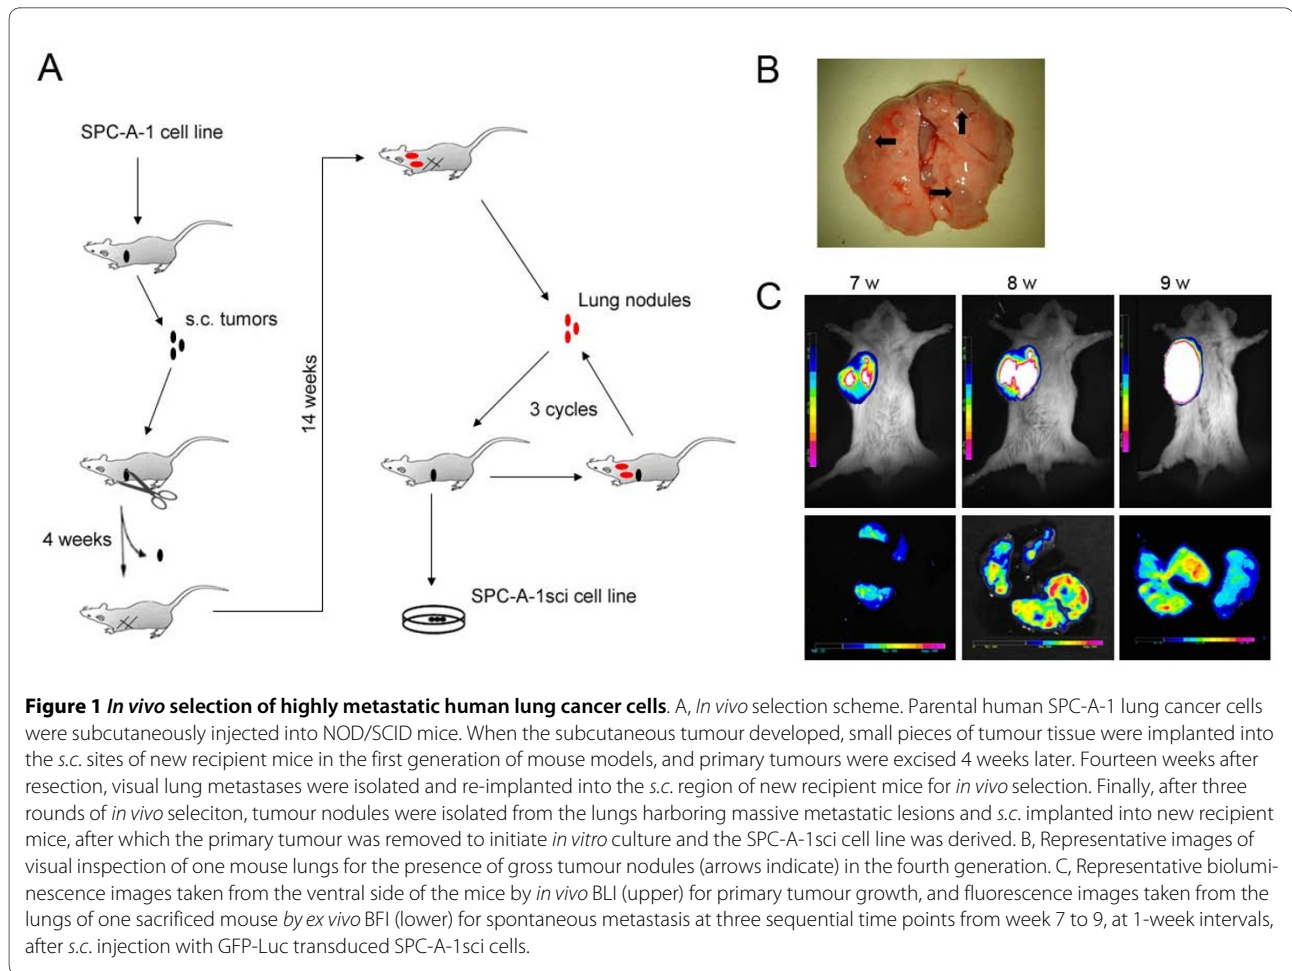 A
SPC-A-1 cell line
s.c. tumors
4 weeks
14 weeks
Lung nodules
3 cycles
SPC-A-1sci cell line
B
C
7 w
8 w
9 w
Figure 1 In vivo selection of highly metastatic human lung cancer cells. A, In vivo selection scheme. Parental human SPC-A-1 lung cancer cells
were subcutaneously injected into NOD/SCID mice. When the subcutaneous tumour developed, small pieces of tumour tissue were implanted into
the s.c. sites of new recipient mice in the first generation of mouse models, and primary tumours were excised 4 weeks later. Fourteen weeks after
resection, visual lung metastases were isolated and re-implanted into the s.c. region of new recipient mice for in vivo selection. Finally, after three
rounds of in vivo seleciton, tumour nodules were isolated from the lungs harboring massive metastatic lesions and s.c. implanted into new recipient
mice, after which the primary tumour was removed to initiate in vitro culture and the SPC-A-1sci cell line was derived. B, Representative images of
visual inspection of one mouse lungs for the presence of gross tumour nodules (arrows indicate) in the fourth generation. C, Representative biolumi-
nescence images taken from the ventral side of the mice by in vivo BLI (upper) for primary tumour growth, and fluorescence images taken from the
lungs of one sacrificed mouse by ex vivo BFI (lower) for spontaneous metastasis at three sequential time points from week 7 to 9, at 1-week intervals,
after s.c. injection with GFP-Luc transduced SPC-A-1sci cells.